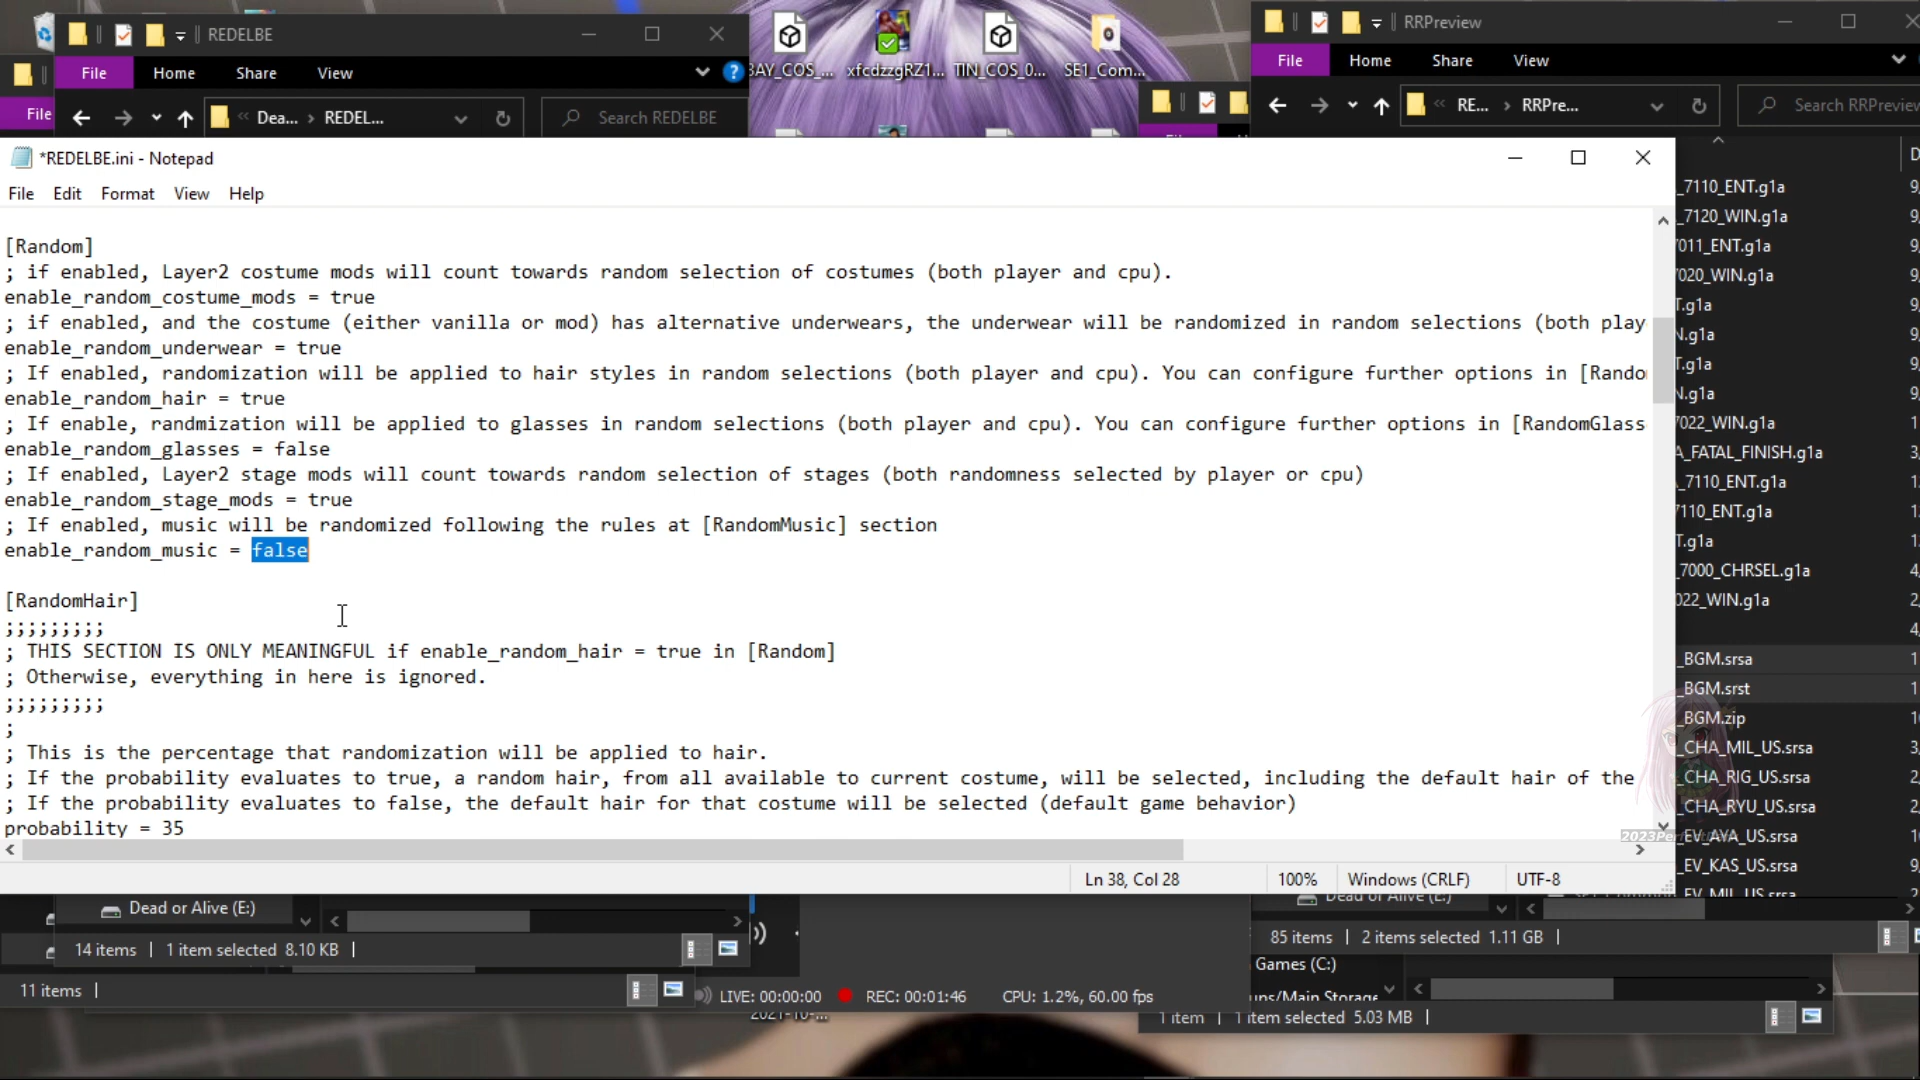 REDELBE
File Home Share View
File
Dea... REDEL...
Search REDELBE
BAY_COS_... xfcdzzgRZ1... TIN_COS_0... SE1_Com...
RRPreview
File Home Share View
RE... RRPre...
Search RRPreview
*REDELBE.ini - Notepad
File Edit Format View Help
[Random]
; if enabled, Layer2 costume mods will count towards random selection of costumes (both player and cpu).
enable_random_costume_mods = true
; if enabled, and the costume (either vanilla or mod) has alternative underwears, the underwear will be randomized in random selections (both play
enable_random_underwear = true
; If enabled, randomization will be applied to hair styles in random selections (both player and cpu). You can configure further options in [Rando
enable_random_hair = true
; If enable, randmization will be applied to glasses in random selections (both player and cpu). You can configure further options in [RandomGlass
enable_random_glasses = false
; If enabled, Layer2 stage mods will count towards random selection of stages (both randomness selected by player or cpu)
enable_random_stage_mods = true
; If enabled, music will be randomized following the rules at [RandomMusic] section
enable_random_music = false
[RandomHair]
;;;;;;;;;
; THIS SECTION IS ONLY MEANINGFUL if enable_random_hair = true in [Random]
; Otherwise, everything in here is ignored.
;;;;;;;;;
;
; This is the percentage that randomization will be applied to hair.
; If the probability evaluates to true, a random hair, from all available to current costume, will be selected, including the default hair of the
; If the probability evaluates to false, the default hair for that costume will be selected (default game behavior)
probability = 35
Ln 38, Col 28 100% Windows (CRLF) UTF-8
_7110_ENT.g1a
_7120_WIN.g1a
011_ENT.g1a
020_WIN.g1a
T.g1a
N.g1a
T.g1a
N.g1a
022_WIN.g1a
A_FATAL_FINISH.g1a
_7110_ENT.g1a
110_ENT.g1a
T.g1a
_7000_CHRSEL.g1a
022_WIN.g1a
_BGM.srsa
_BGM.srst
_BGM.zip
_CHA_MIL_US.srsa
_CHA_RIG_US.srsa
_CHA_RYU_US.srsa
_EV_AYA_US.srsa
_EV_KAS_US.srsa
_EV_MIL_US.srsa
Dead or Alive (E:)
14 items 1 item selected 8.10 KB
11 items
LIVE: 00:00:00 REC: 00:01:46 CPU: 1.2%, 60.00 fps
2021-10-...
Dead or Alive (E:)
85 items 2 items selected 1.11 GB
Games (C:)
1 item 1 item selected 5.03 MB